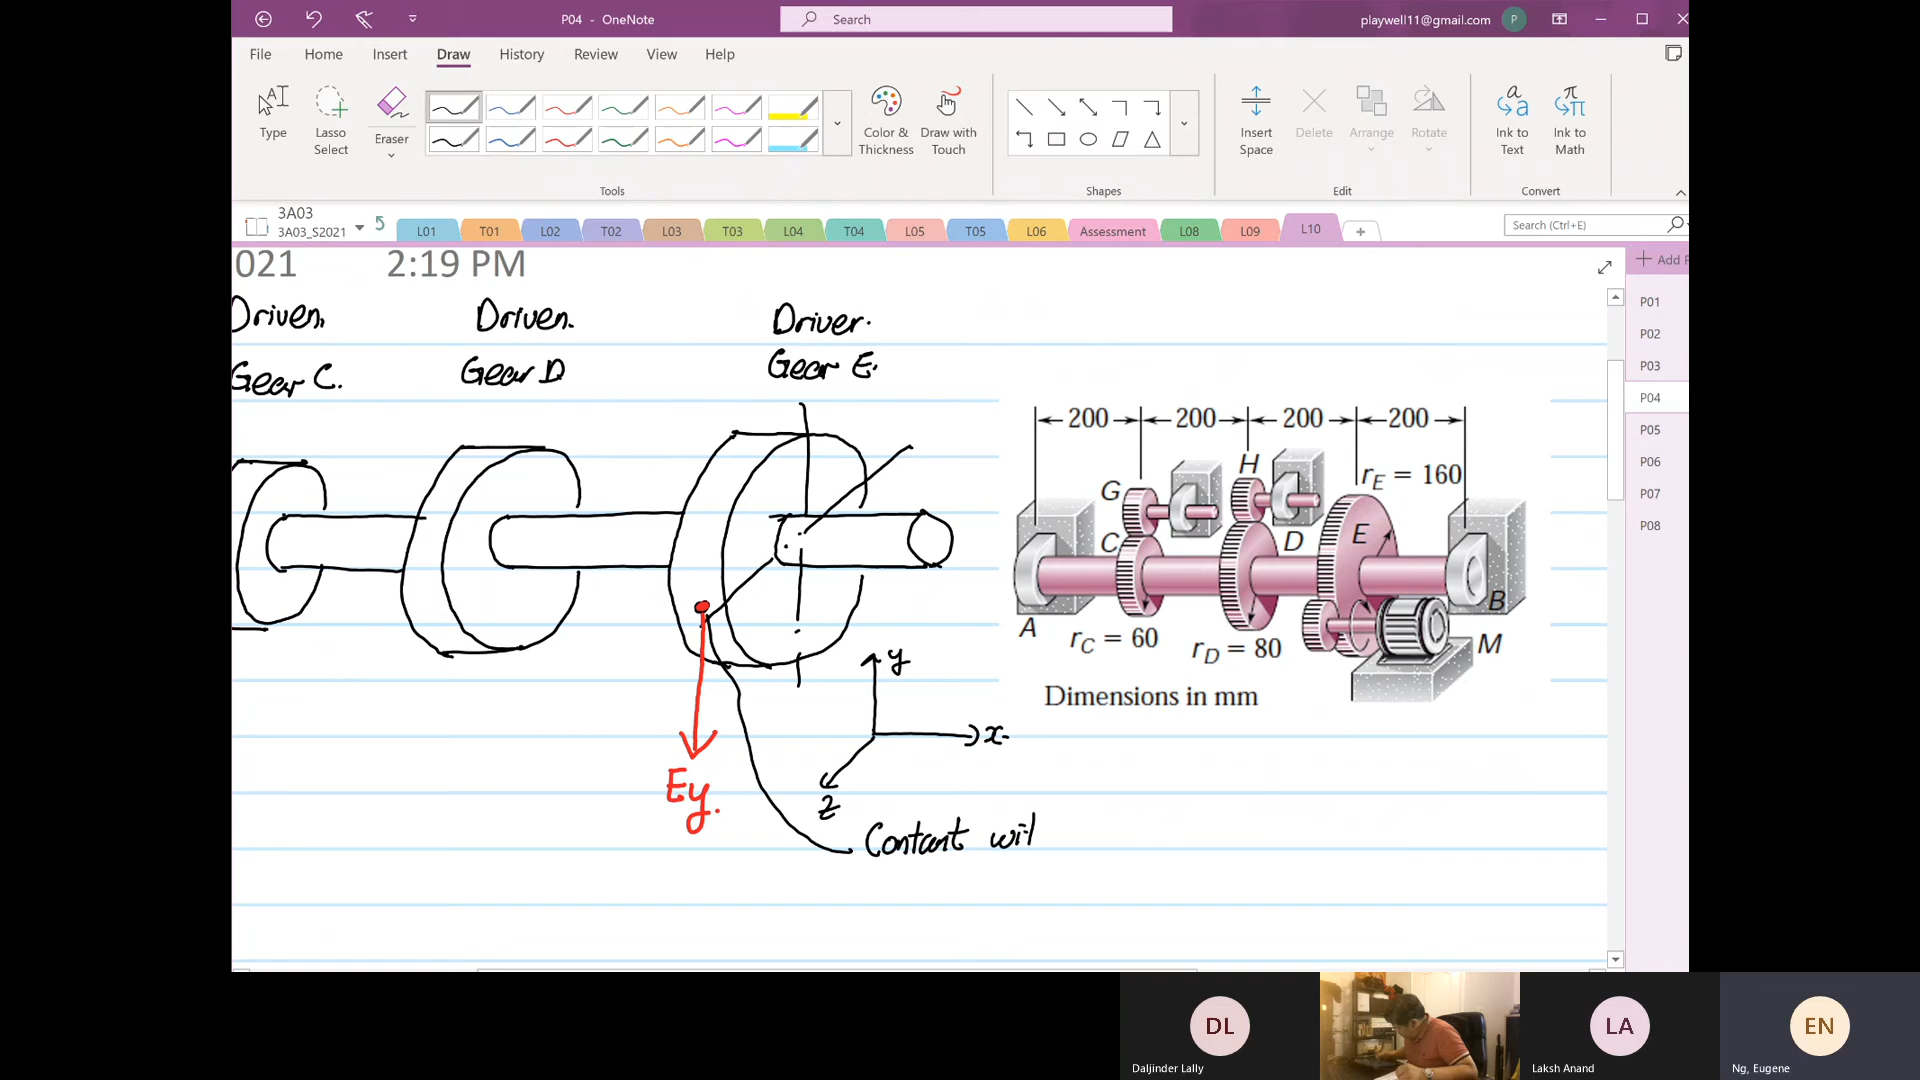 P04 - OneNote
Search
playwell11@gmail.com
P
File
Home
Insert
Draw
History
Review
View
Help
Type
Lasso Select
Eraser
Color & Thickness
Draw with Touch
Insert Space
Delete
Arrange
Rotate
Ink to Text
Ink to Math
Tools
Shapes
Edit
Convert
3A03
3A03_S2021
L01
T01
L02
T02
L03
T03
L04
T04
L05
T05
L06
Assessment
L08
L09
L10
Search (Ctrl+E)
021 2:19 PM
Add P
P01
P02
P03
P04
P05
P06
P07
P08
Driven,
Driven.
Driver.
Gear C.
Gear D
Gear E.
200 200 200 200
G
H
rE = 160
C
D
E
A
rC = 60
rD = 80
B
M
Dimensions in mm
y
x
z
Ey.
Contant wit
DL
LA
EN
Daljinder Lally
Laksh Anand
Ng, Eugene